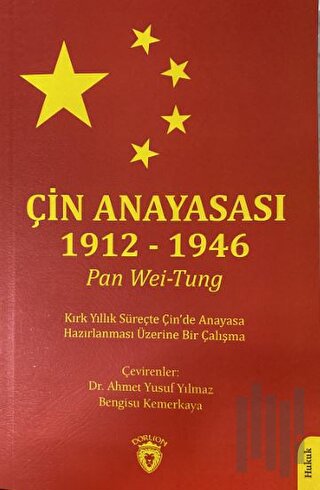 ÇİN ANAYASASI
1912 - 1946
Pan Wei-Tung
Kırk Yıllık Süreçte Çin'de Anayasa
Hazırlanması Üzerine Bir Çalışma
Çevirenler:
Dr. Ahmet Yusuf Yılmaz
Bengisu Kemerkaya
DORLION
Hukuk